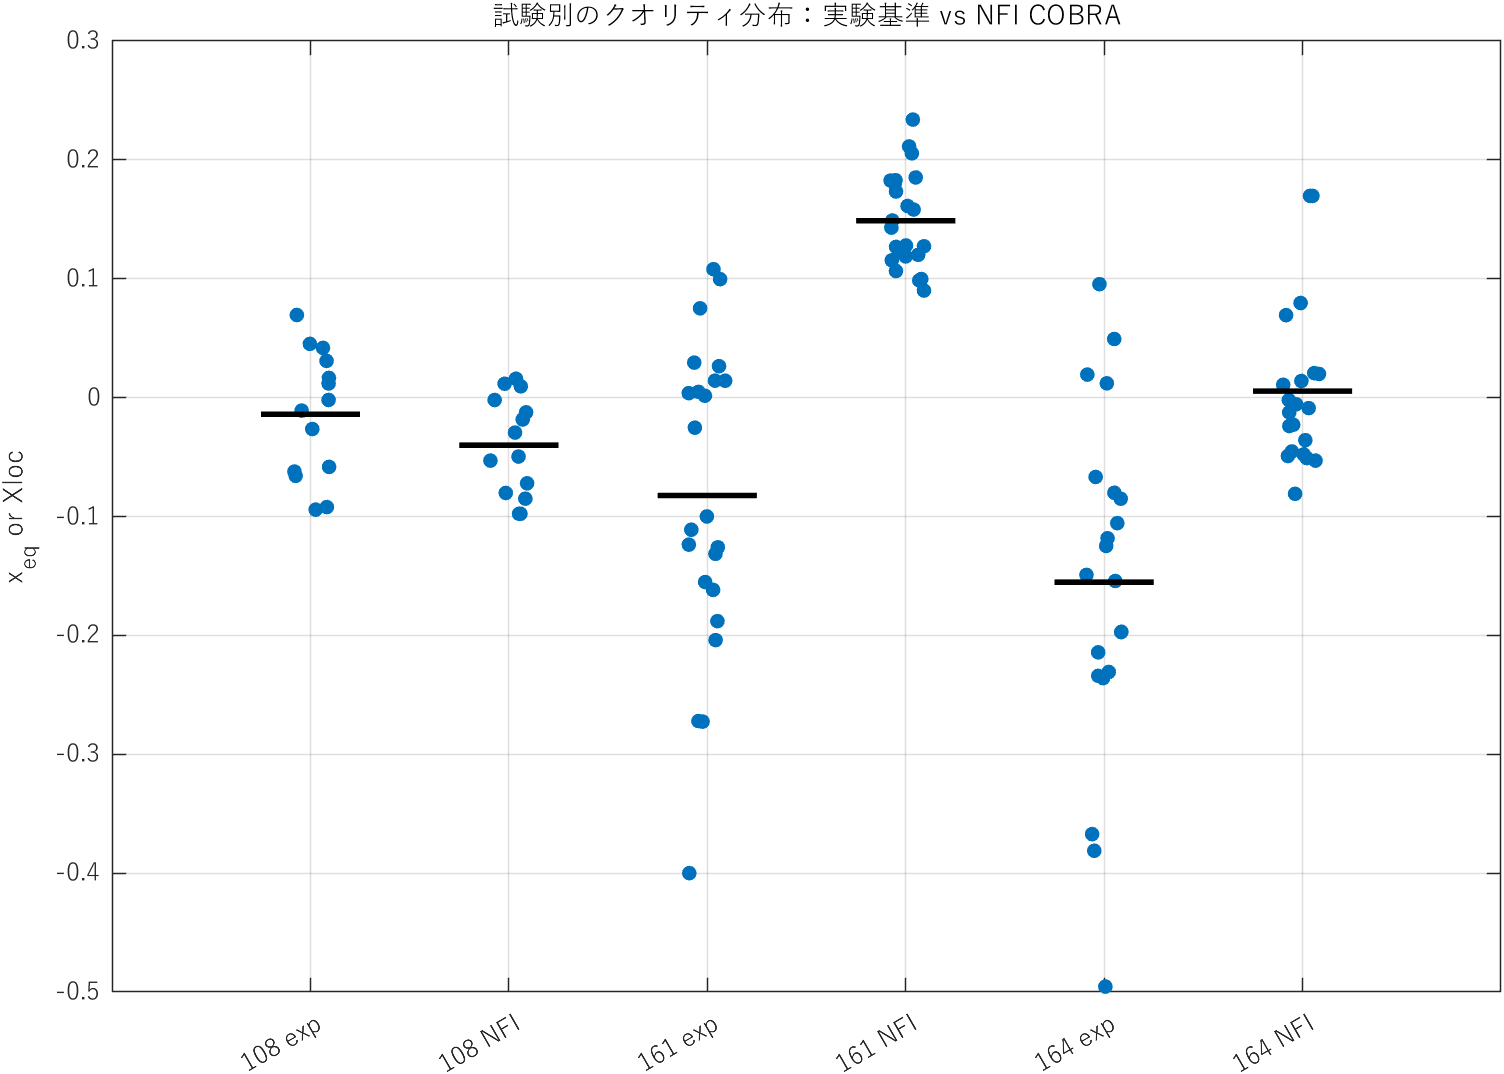 試験別のクオリティ分布：実験基準 vs NFI COBRA
0.3
0.2
0.1
0
-0.1
-0.2
-0.3
-0.4
-0.5
x_eq or Xloc
108 exp
108 NFI
161 exp
161 NFI
164 exp
164 NFI